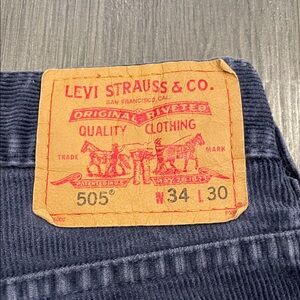 LEVI STRAUSS & CO.
SAN FRANCISCO, CAL.
ORIGINAL RIVETED
QUALITY CLOTHING
TRADE MARK
505® W 34 L 30